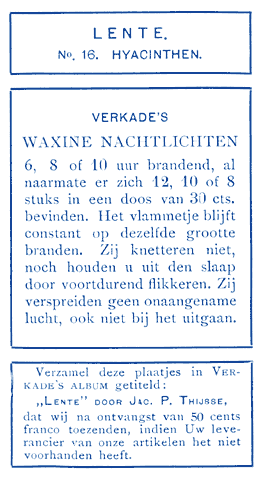 LENTE.
No. 16. HYACINTHEN.
VERKADE'S
WAXINE NACHTLICHTEN
6, 8 of 10 uur brandend, al
naarmate er zich 12, 10 of 8
stuks in een doos van 30 cts.
bevinden. Het vlammetje blijft
constant op dezelfde grootte
branden. Zij knetteren niet,
noch houden u uit den slaap
door voortdurend flikkeren. Zij
verspreiden geen onaangename
lucht, ook niet bij het uitgaan.
Verzamel deze plaatjes in VER-
KADE'S ALBUM getiteld:
„LENTE” DOOR JAC. P. THIJSSE,
dat wij na ontvangst van 50 cents
franco toezenden, indien Uw leve-
rancier van onze artikelen het niet
voorhanden heeft.